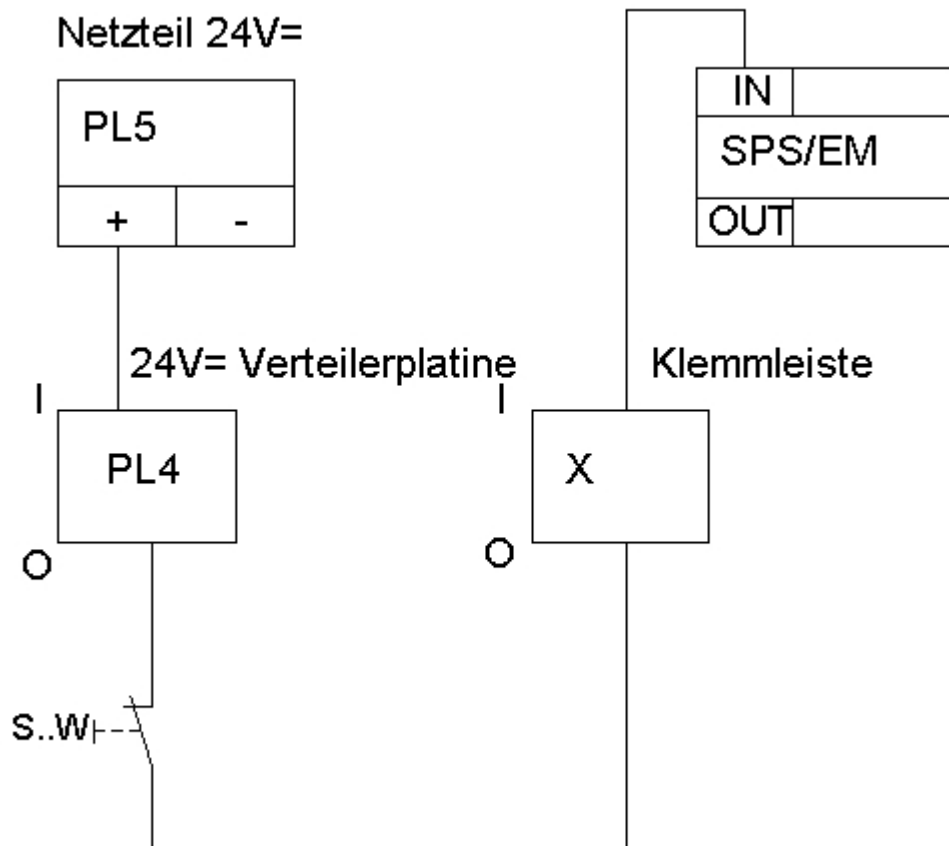 Netzteil 24V=
PL5
+ -
IN
SPS/EM
OUT
24V= Verteilerplatine
Klemmleiste
I
I
PL4
X
O
O
S..W